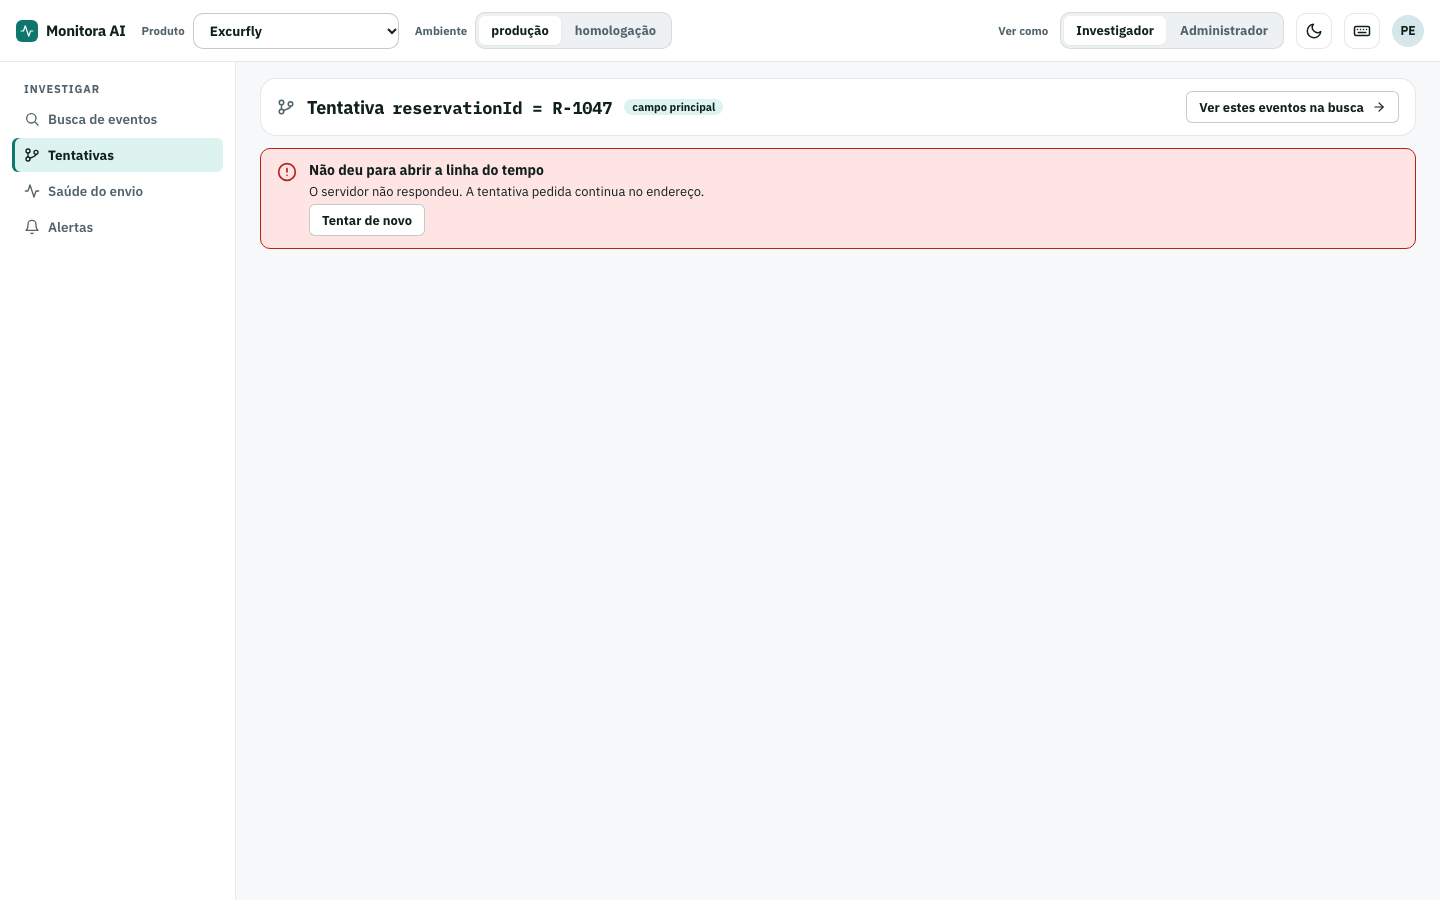 Monitora AI Produto Excurfly Ambiente produção homologação Ver como Investigador Administrador PE
INVESTIGAR
Busca de eventos
Tentativas
Saúde do envio
Alertas
Tentativa reservationId = R-1047 campo principal Ver estes eventos na busca
Não deu para abrir a linha do tempo
O servidor não respondeu. A tentativa pedida continua no endereço.
Tentar de novo